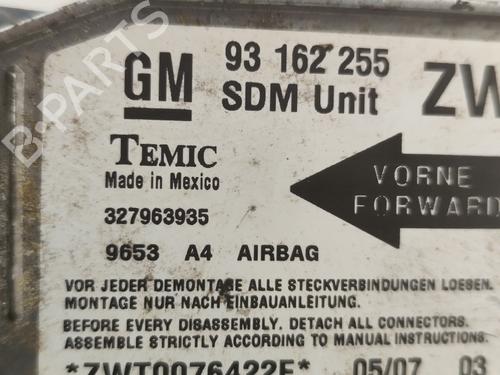 GM 93 162 255
SDM Unit ZW
TEMIC
Made in Mexico
327963935
VORNE
FORWARD
9653 A4 AIRBAG
VOR JEDER DEMONTAGE ALLE STECKVERBINDUNGEN LOESEN.
MONTAGE NUR NACH EINBAUANLEITUNG.
BEFORE EVERY DISASSEMBLY. DETACH ALL CONNECTORS.
ASSEMBLE STRICTLY ACCORDING TO MANUAL INSTRUCTIONS.
*ZWT0076422F* 05/07 03
B-PARTS